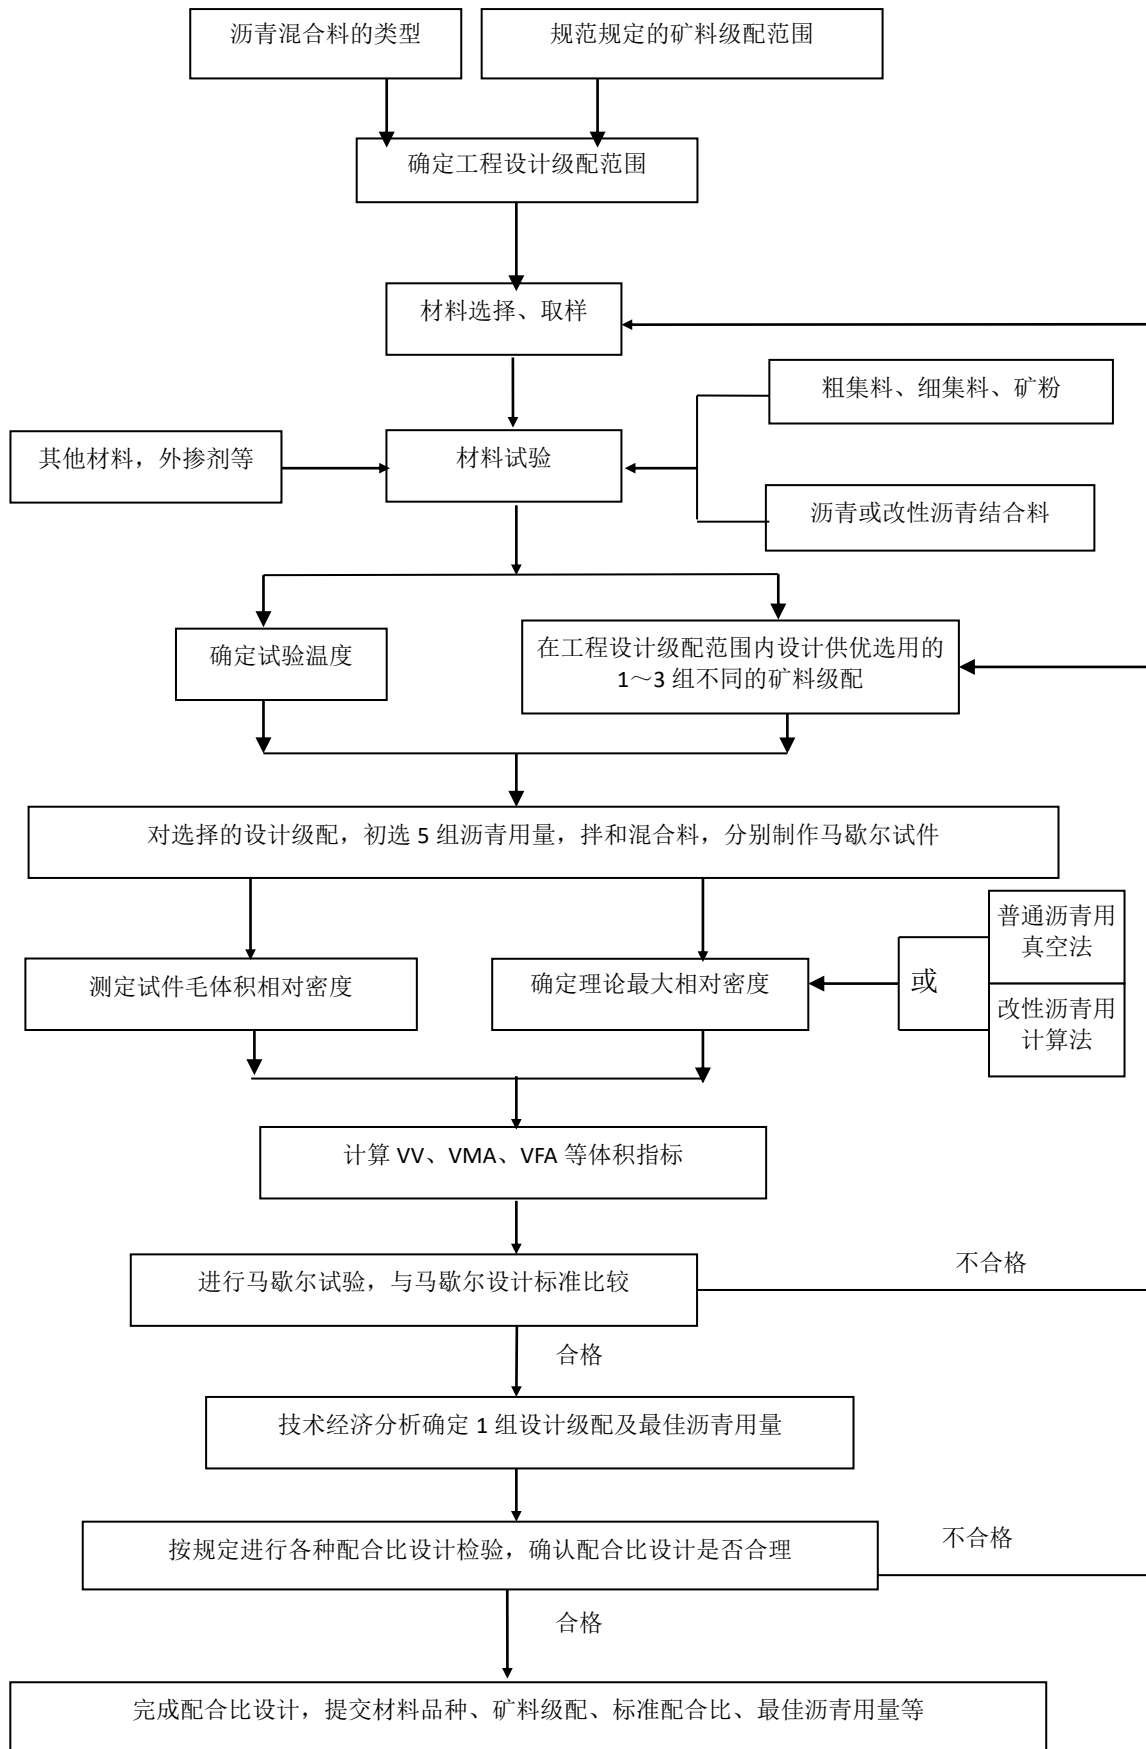 沥青混合料的类型
规范规定的矿料级配范围
确定工程设计级配范围
材料选择、取样
粗集料、细集料、矿粉
其他材料，外掺剂等
材料试验
沥青或改性沥青结合料
确定试验温度
在工程设计级配范围内设计供优选用的
1～3 组不同的矿料级配
对选择的设计级配，初选 5 组沥青用量，拌和混合料，分别制作马歇尔试件
普通沥青用
真空法
测定试件毛体积相对密度
确定理论最大相对密度
或
改性沥青用
计算法
计算 VV、VMA、VFA 等体积指标
进行马歇尔试验，与马歇尔设计标准比较
不合格
合格
技术经济分析确定 1 组设计级配及最佳沥青用量
按规定进行各种配合比设计检验，确认配合比设计是否合理
不合格
合格
完成配合比设计，提交材料品种、矿料级配、标准配合比、最佳沥青用量等